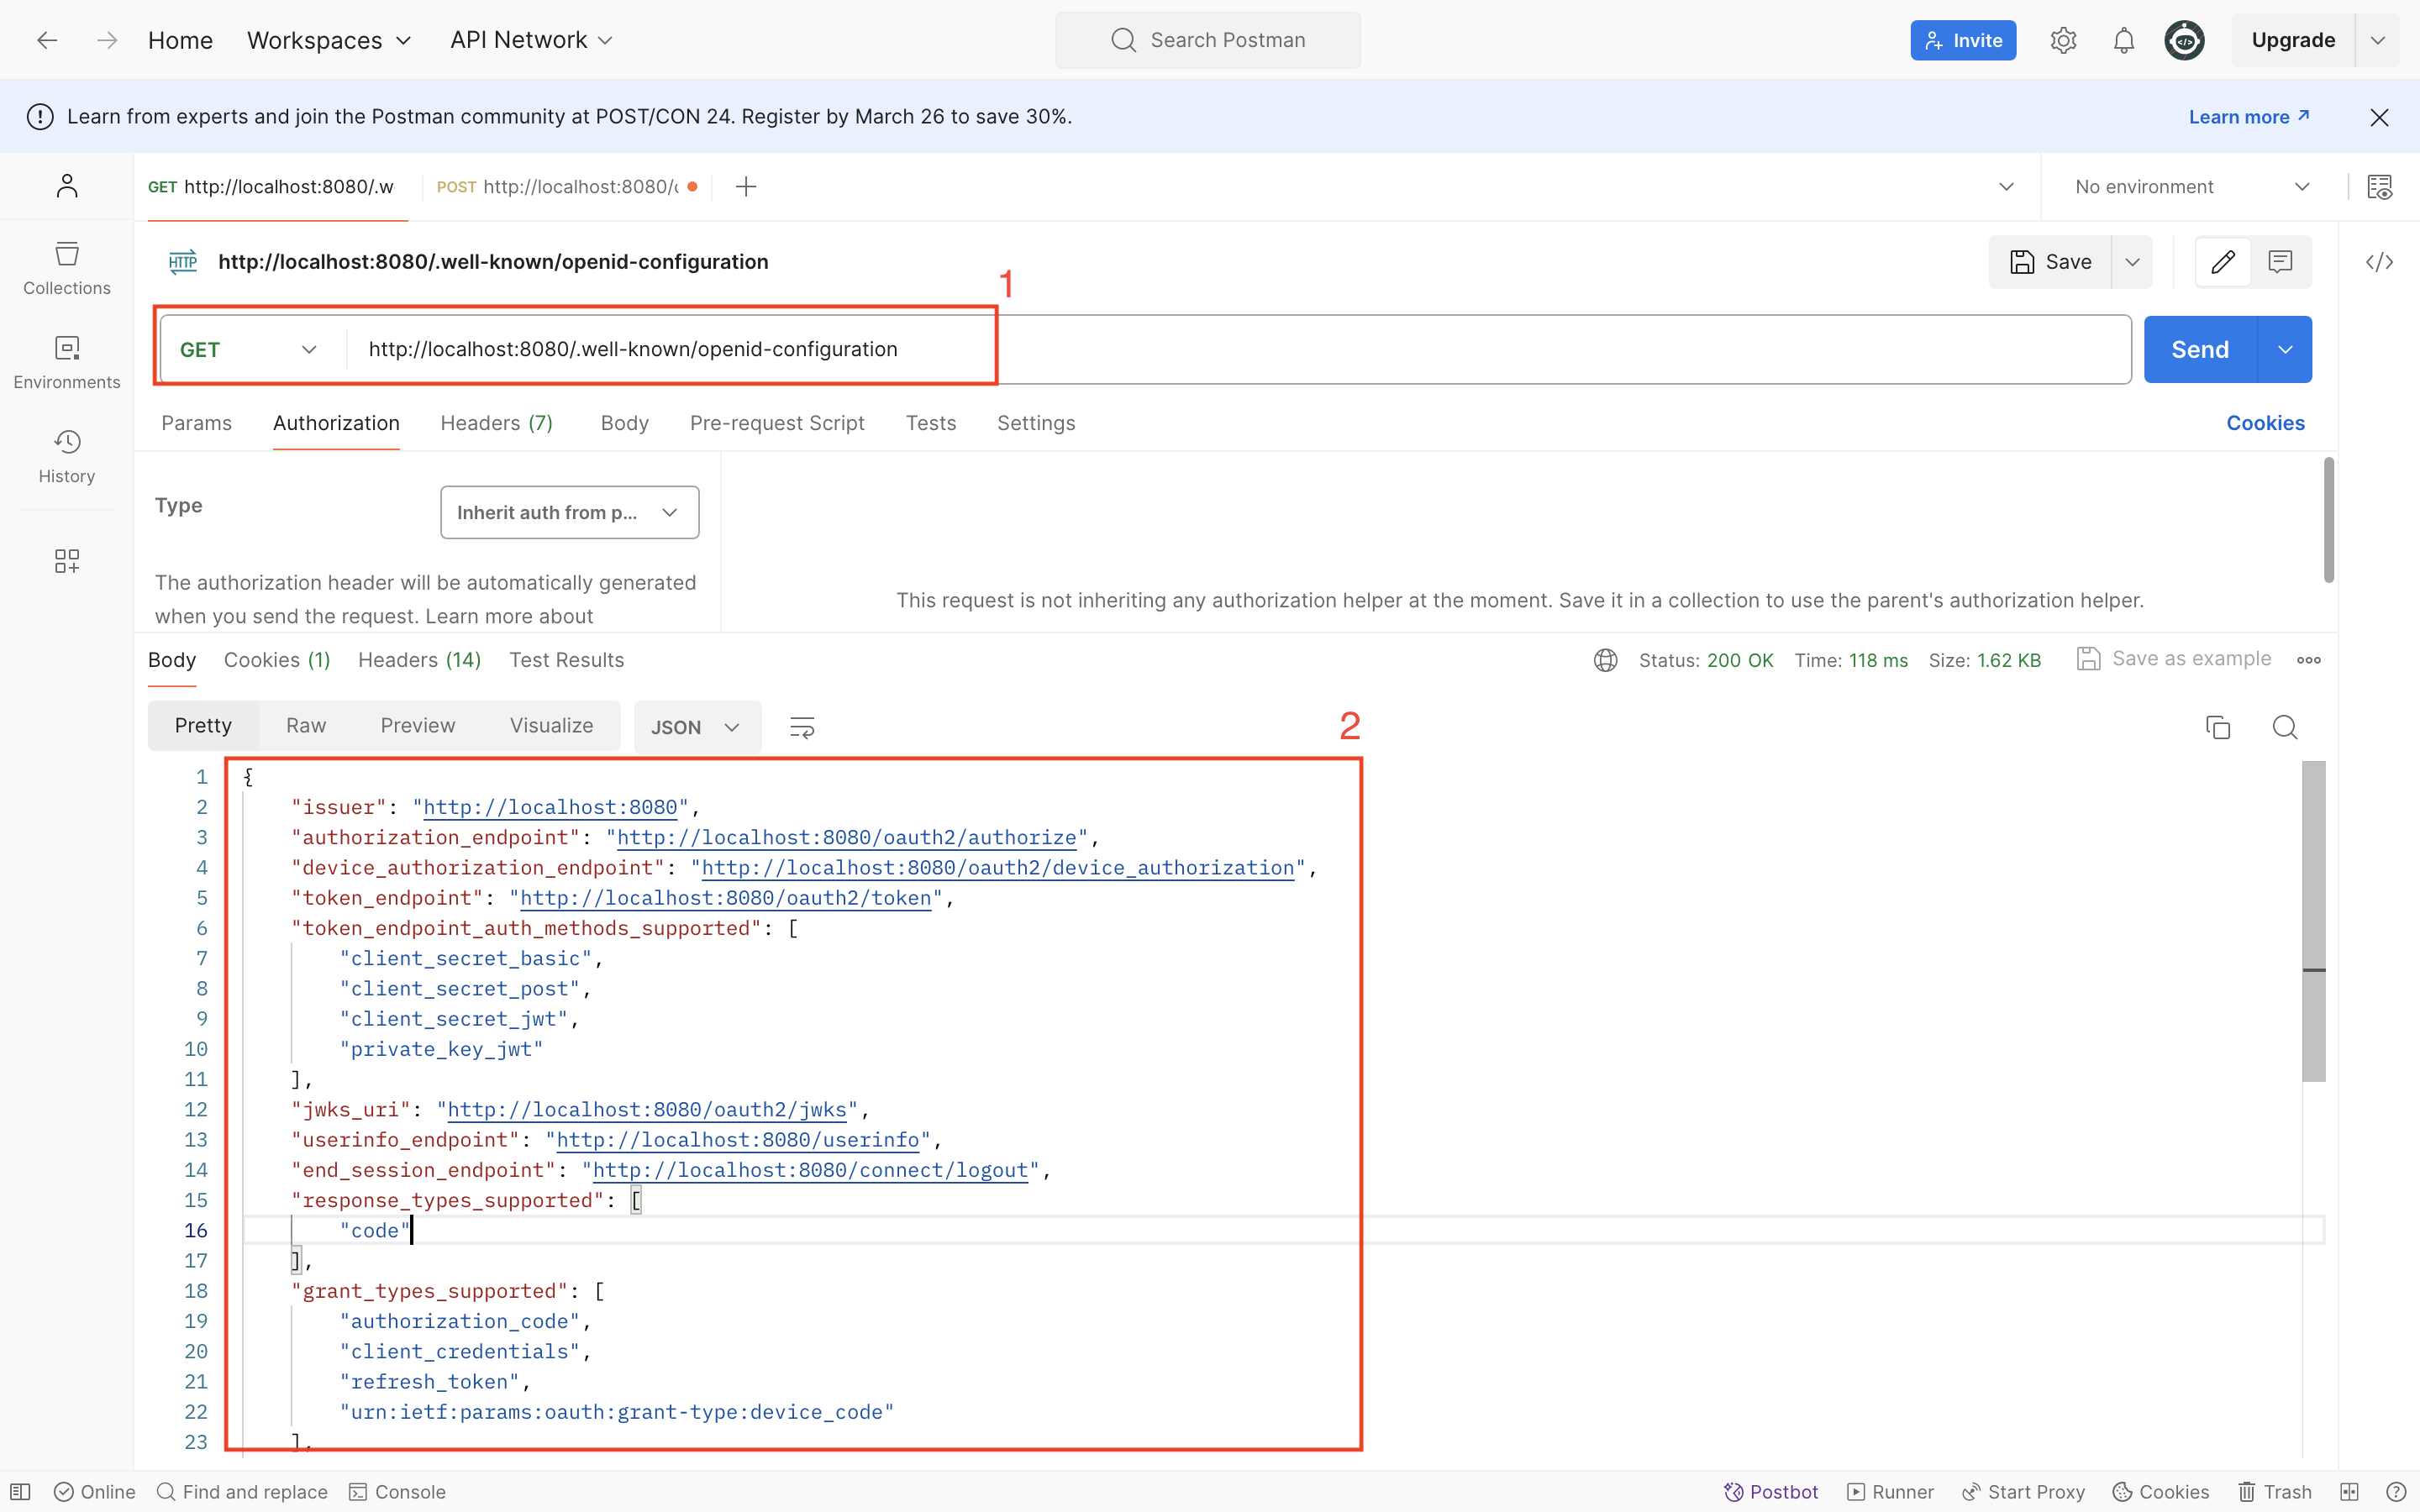 Home Workspaces API Network Search Postman Invite Upgrade
Learn from experts and join the Postman community at POST/CON 24. Register by March 26 to save 30%. Learn more
GET http://localhost:8080/.w POST http://localhost:8080/ No environment
HTTP http://localhost:8080/.well-known/openid-configuration Save
1
GET http://localhost:8080/.well-known/openid-configuration Send
Params Authorization Headers (7) Body Pre-request Script Tests Settings Cookies
Collections
Environments
History
Type Inherit auth from p...
The authorization header will be automatically generated
when you send the request. Learn more about
This request is not inheriting any authorization helper at the moment. Save it in a collection to use the parent's authorization helper.
Body Cookies (1) Headers (14) Test Results Status: 200 OK Time: 118 ms Size: 1.62 KB Save as example
Pretty Raw Preview Visualize JSON
2
1 {
2 "issuer": "http://localhost:8080",
3 "authorization_endpoint": "http://localhost:8080/oauth2/authorize",
4 "device_authorization_endpoint": "http://localhost:8080/oauth2/device_authorization",
5 "token_endpoint": "http://localhost:8080/oauth2/token",
6 "token_endpoint_auth_methods_supported": [
7 "client_secret_basic",
8 "client_secret_post",
9 "client_secret_jwt",
10 "private_key_jwt"
11 ],
12 "jwks_uri": "http://localhost:8080/oauth2/jwks",
13 "userinfo_endpoint": "http://localhost:8080/userinfo",
14 "end_session_endpoint": "http://localhost:8080/connect/logout",
15 "response_types_supported": [
16 "code"
17 ],
18 "grant_types_supported": [
19 "authorization_code",
20 "client_credentials",
21 "refresh_token",
22 "urn:ietf:params:oauth:grant-type:device_code"
23 ],
Online Find and replace Console Postbot Runner Start Proxy Cookies Trash